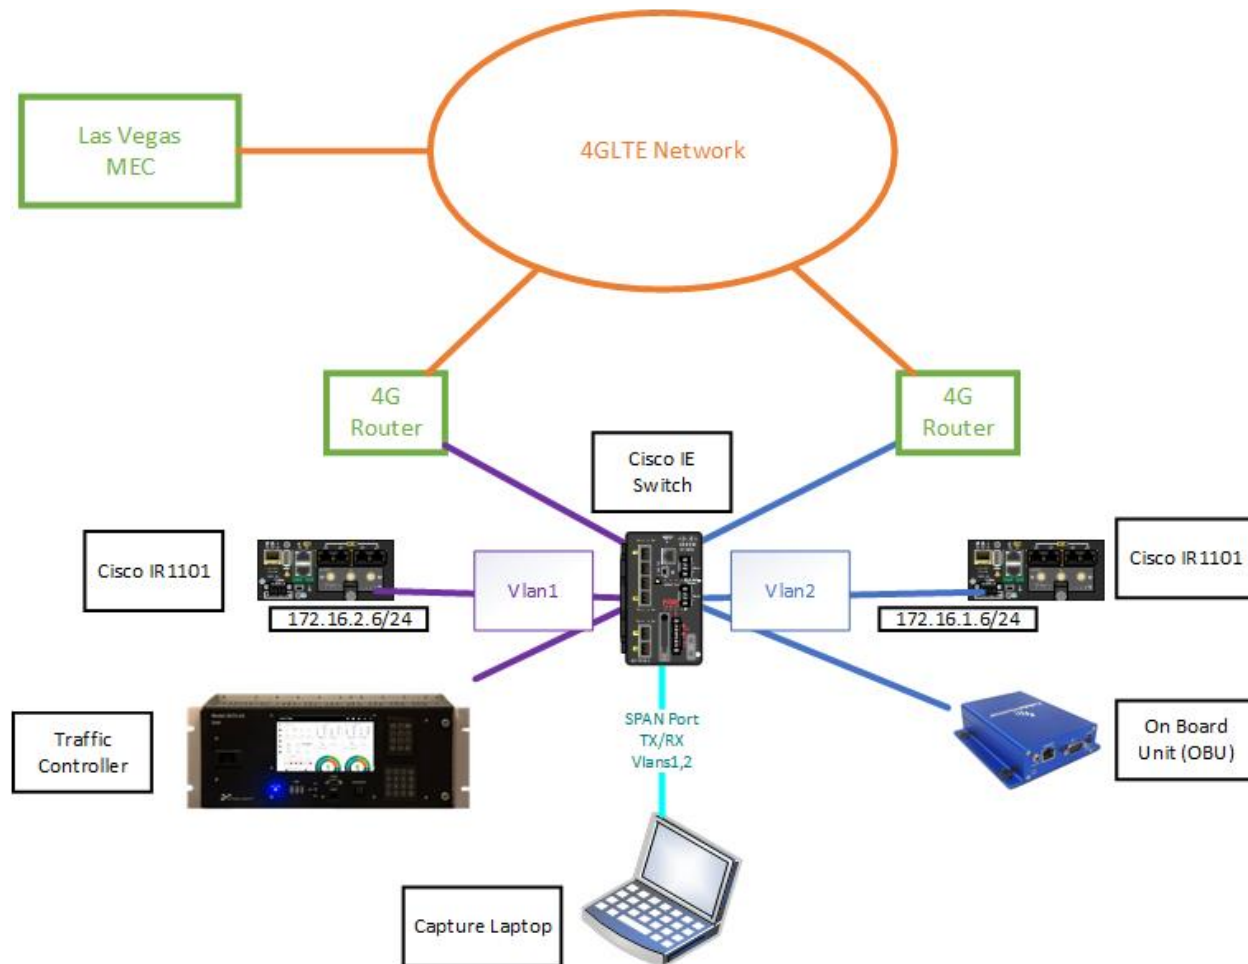 Las Vegas
MEC
4GLTE Network
4G
Router
4G
Router
Cisco IE
Switch
Cisco IR1101
Vlan1
Vlan2
Cisco IR1101
172.16.2.6/24
172.16.1.6/24
Traffic
Controller
SPAN Port
TX/RX
Vlans1,2
On Board
Unit (OBU)
Capture Laptop